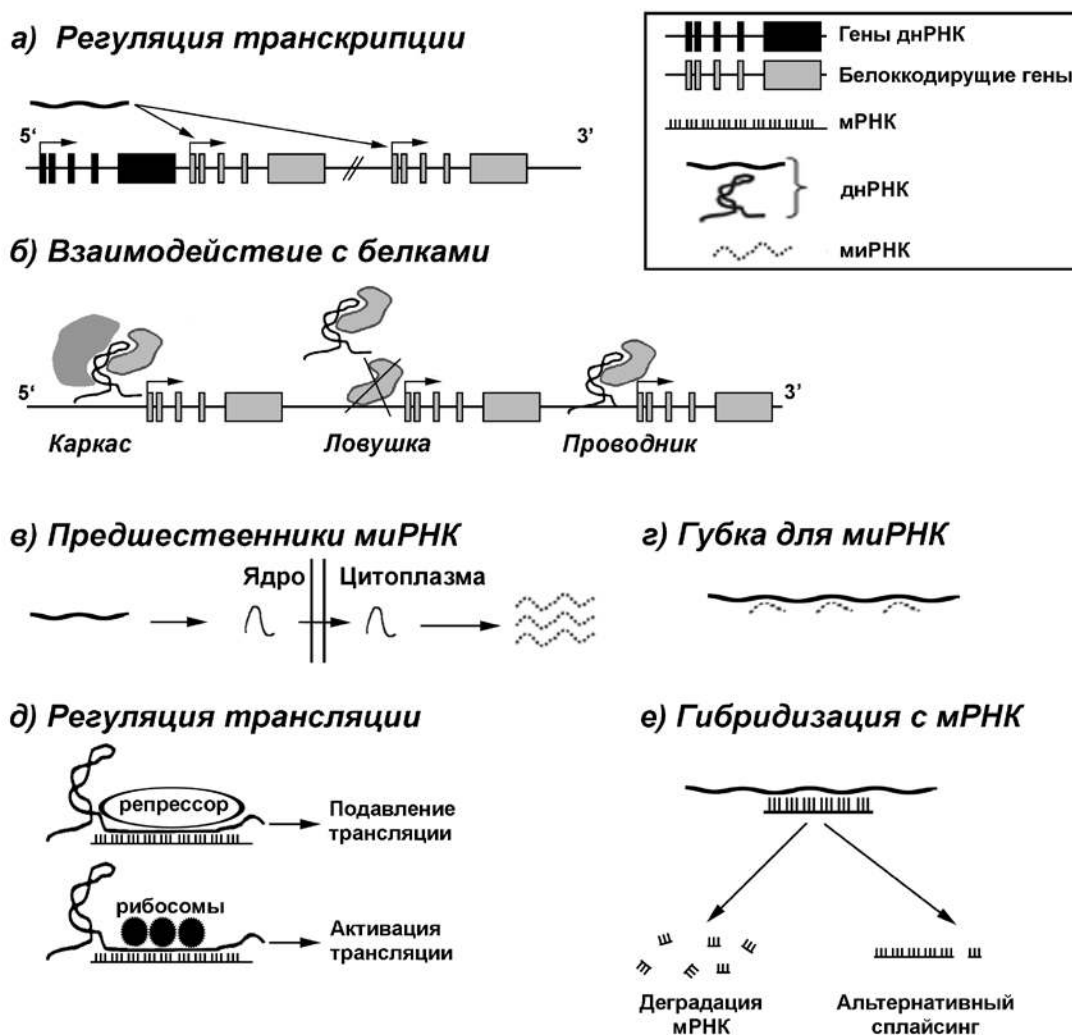 а) Регуляция транскрипции
5‘
3’
Гены днРНК
Белоккодирущие гены
мРНК
днРНК
миРНК
б) Взаимодействие с белками
5‘
3’
Каркас
Ловушка
Проводник
в) Предшественники миРНК
Ядро
Цитоплазма
г) Губка для миРНК
д) Регуляция трансляции
репрессор
Подавление
трансляции
рибосомы
Активация
трансляции
е) Гибридизация с мРНК
Деградация
мРНК
Альтернативный
сплайсинг